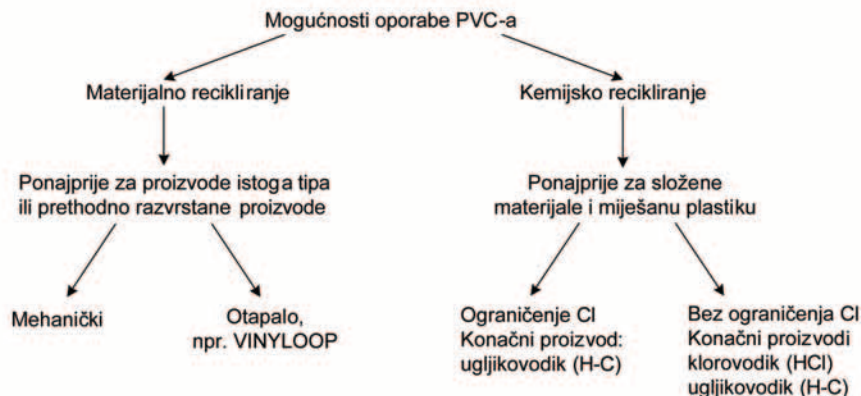 Mogućnosti oporabe PVC-a
Materijalno recikliranje
Kemijsko recikliranje
Ponajprije za proizvode istoga tipa
ili prethodno razvrstane proizvode
Ponajprije za složene
materijale i miješanu plastiku
Mehanički
Otapalo,
npr. VINYLOOP
Ograničenje Cl
Konačni proizvod:
ugljikovodik (H-C)
Bez ograničenja Cl
Konačni proizvodi
klorovodik (HCl)
ugljikovodik (H-C)